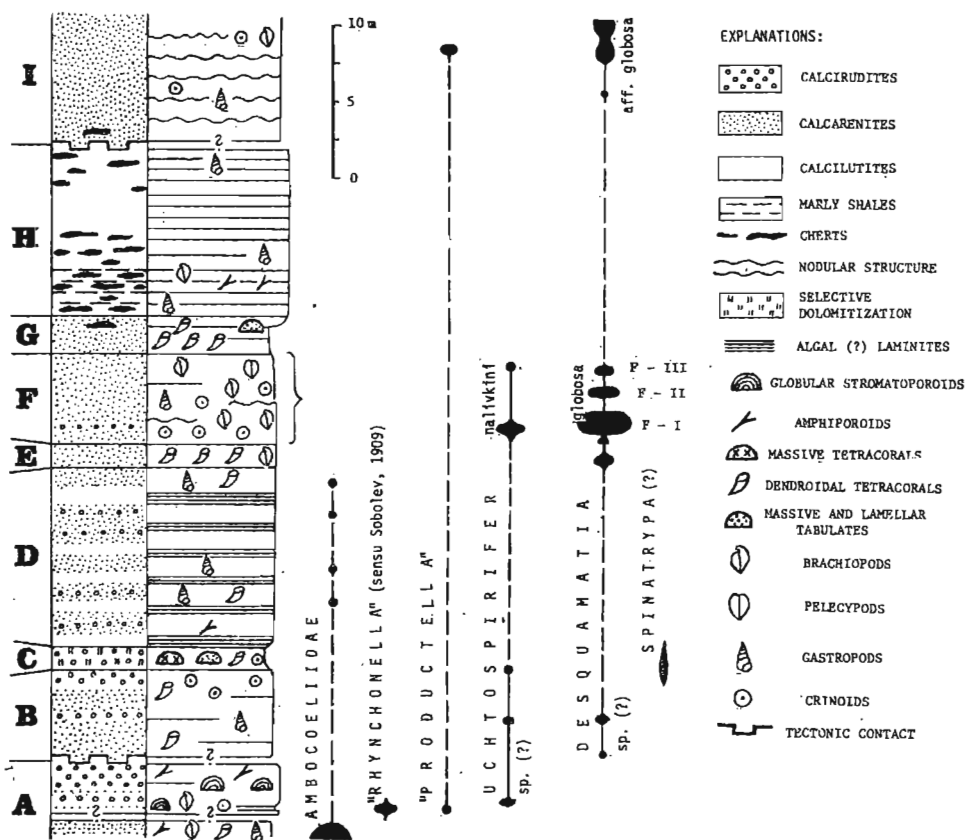 I
H
G
F
E
D
C
B
A
10 m
5
0
?
?
?
?
AMBOCOELIIDAE
"RHYNCHONELLA" (sensu Sobolev, 1909)
"PRODUCTELLA"
UCHTOSPIRIFER
sp. (?)
nalivkini
DESQUAMATIA
sp. (?)
globosa
aff. globosa
F - III
F - II
F - I
SPINATRYPA (?)
EXPLANATIONS:
CALCIRUDITES
CALCARENITES
CALCILUTITES
MARLY SHALES
CHERTS
NODULAR STRUCTURE
SELECTIVE
DOLOMITIZATION
ALGAL (?) LAMINITES
GLOBULAR STROMATOPOROIDS
AMPHIPOROIDS
MASSIVE TETRACORALS
DENDROIDAL TETRACORALS
MASSIVE AND LAMELLAR
TABULATES
BRACHIOPODS
PELECYPODS
GASTROPODS
CRINOIDS
TECTONIC CONTACT